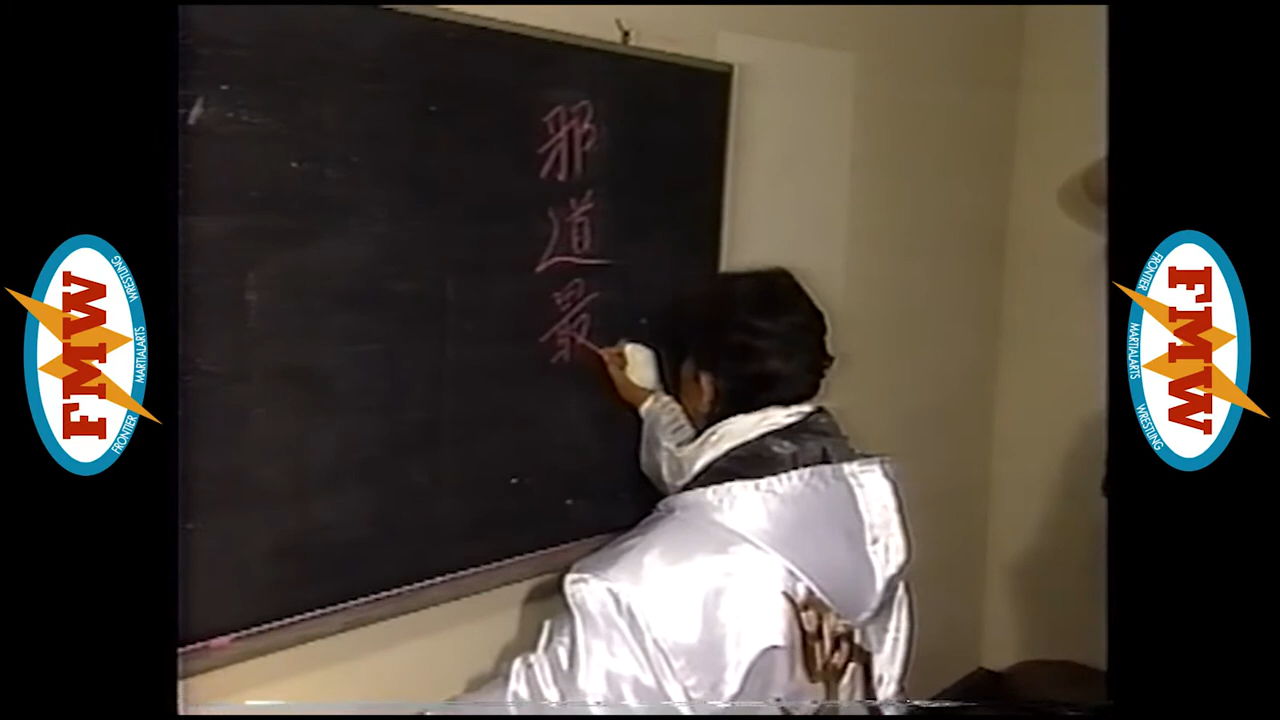 邪道最
FMW
FRONTIER
MARTIALARTS
WRESTLING
FMW
FRONTIER
MARTIALARTS
WRESTLING